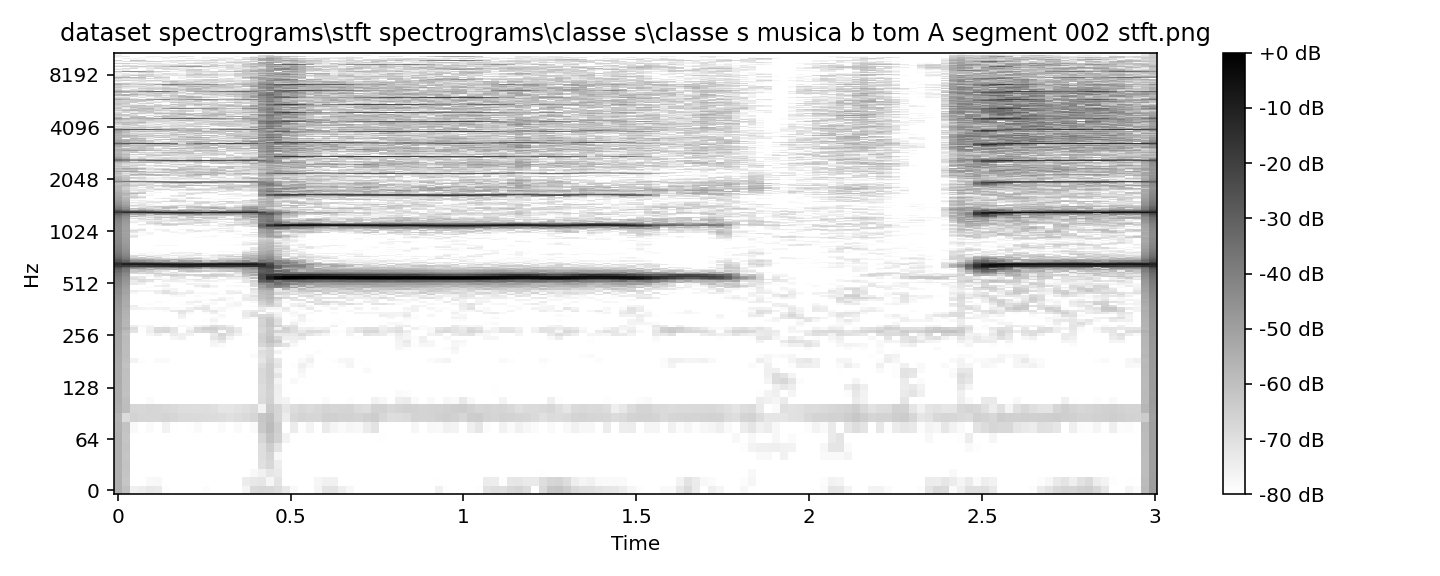 dataset spectrograms\stft spectrograms\classe s\classe s musica b tom A segment 002 stft.png
8192
4096
2048
1024
512
256
128
64
0
Hz
0
0.5
1
1.5
2
2.5
3
Time
+0 dB
-10 dB
-20 dB
-30 dB
-40 dB
-50 dB
-60 dB
-70 dB
-80 dB